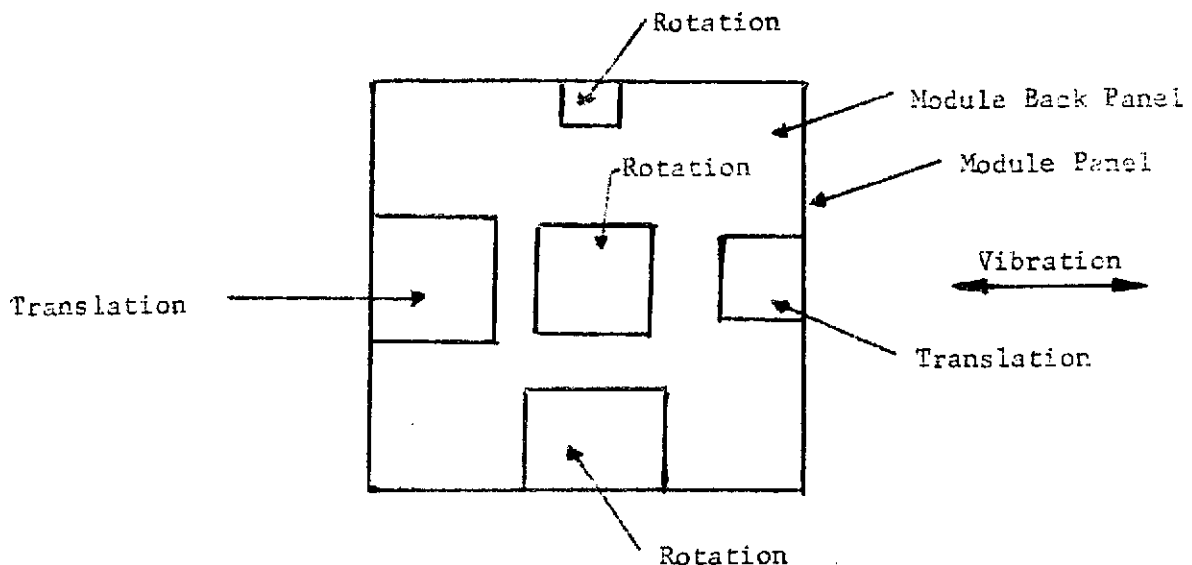 Rotation
Module Back Panel
Module Panel
Rotation
Vibration
Translation
Translation
Rotation